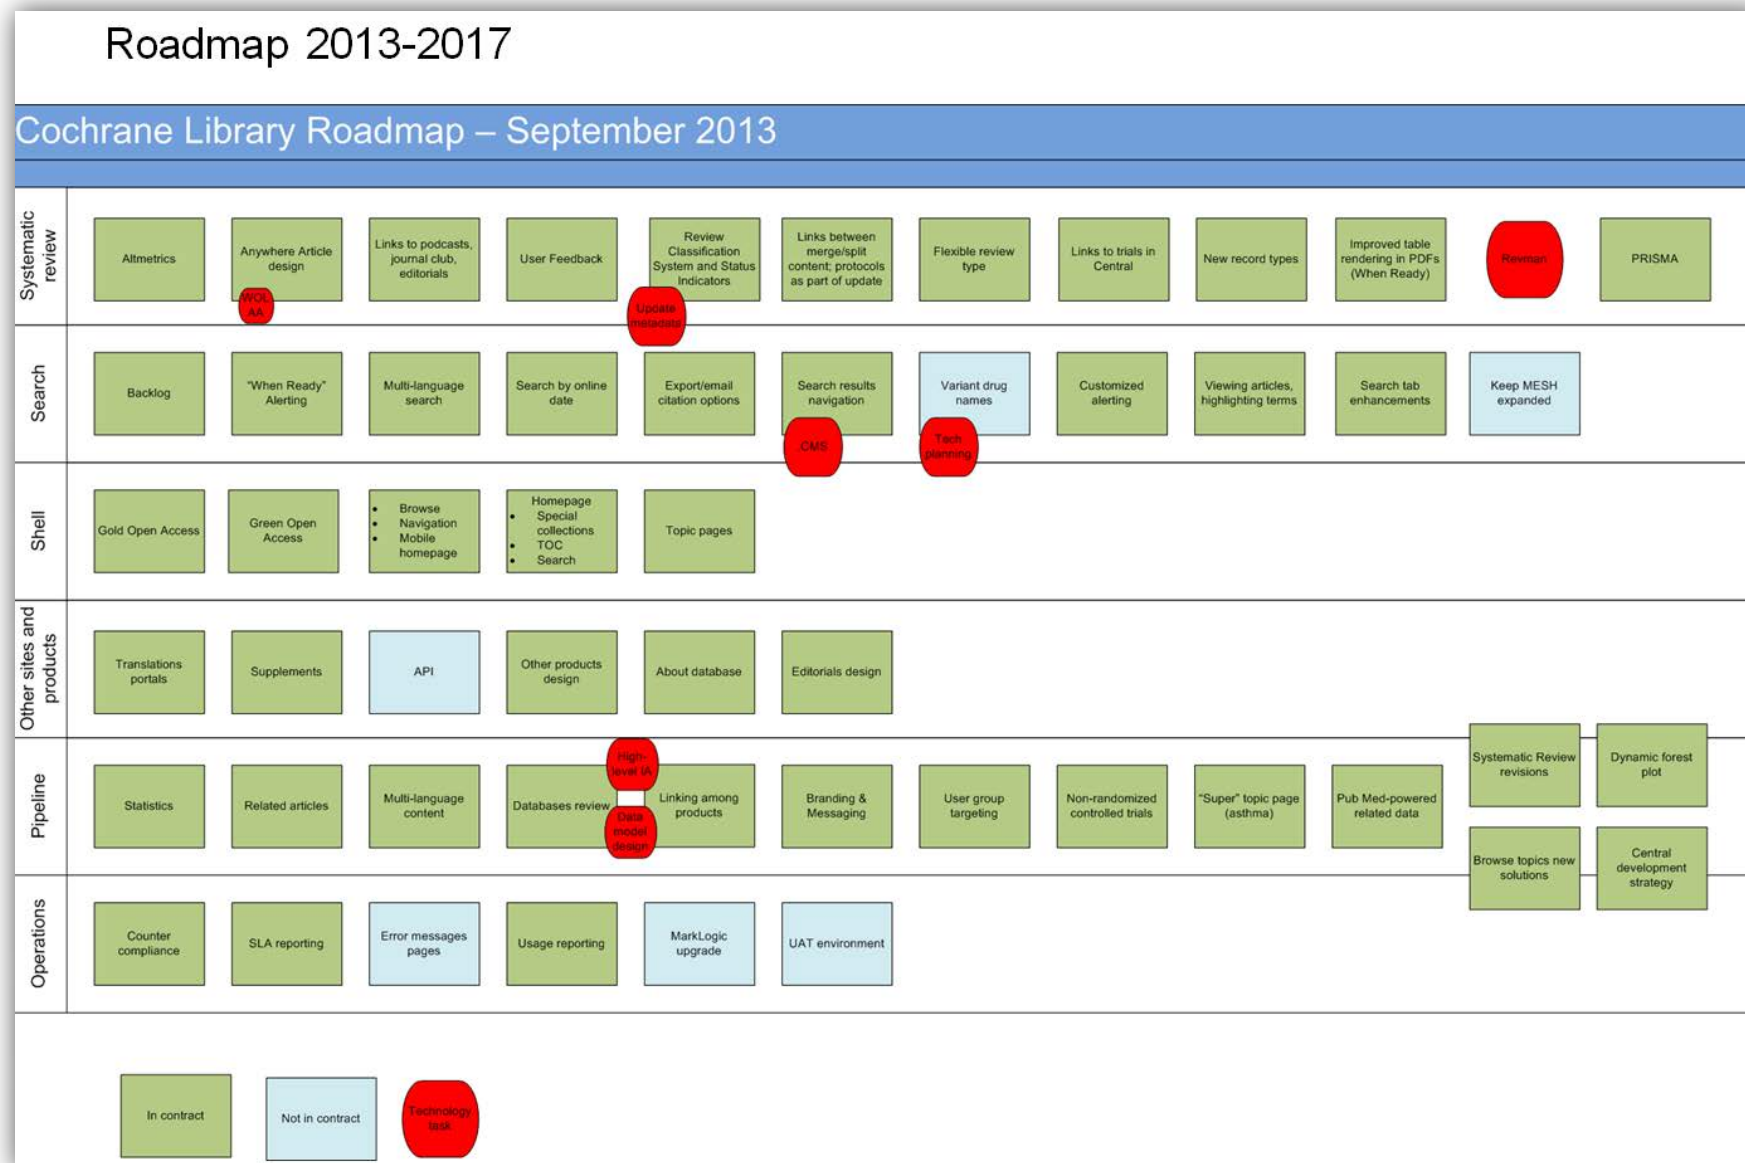 Roadmap 2013-2017
Cochrane Library Roadmap – September 2013
Systematic
review
Altmetrics
Anywhere Article
design
WOL
AA
Links to podcasts,
journal club,
editorials
User Feedback
Review
Classification
System and Status
Indicators
Update
metadata
Links between
merge/split
content; protocols
as part of update
Flexible review
type
Links to trials in
Central
New record types
Improved table
rendering in PDFs
(When Ready)
Revman
PRISMA
Search
Backlog
"When Ready"
Alerting
Multi-language
search
Search by online
date
Export/email
citation options
Search results
navigation
CMS
Variant drug
names
Tech
planning
Customized
alerting
Viewing articles,
highlighting terms
Search tab
enhancements
Keep MESH
expanded
Shell
Gold Open Access
Green Open
Access
• Browse
• Navigation
• Mobile
homepage
Homepage
• Special
collections
• TOC
• Search
Topic pages
Other sites and
products
Translations
portals
Supplements
API
Other products
design
About database
Editorials design
Pipeline
Statistics
Related articles
Multi-language
content
Databases review
High-
level IA
Data
model
design
Linking among
products
Branding &
Messaging
User group
targeting
Non-randomized
controlled trials
"Super" topic page
(asthma)
Pub Med-powered
related data
Systematic Review
revisions
Dynamic forest
plot
Browse topics new
solutions
Central
development
strategy
Operations
Counter
compliance
SLA reporting
Error messages
pages
Usage reporting
MarkLogic
upgrade
UAT environment
In contract
Not in contract
Technology
task